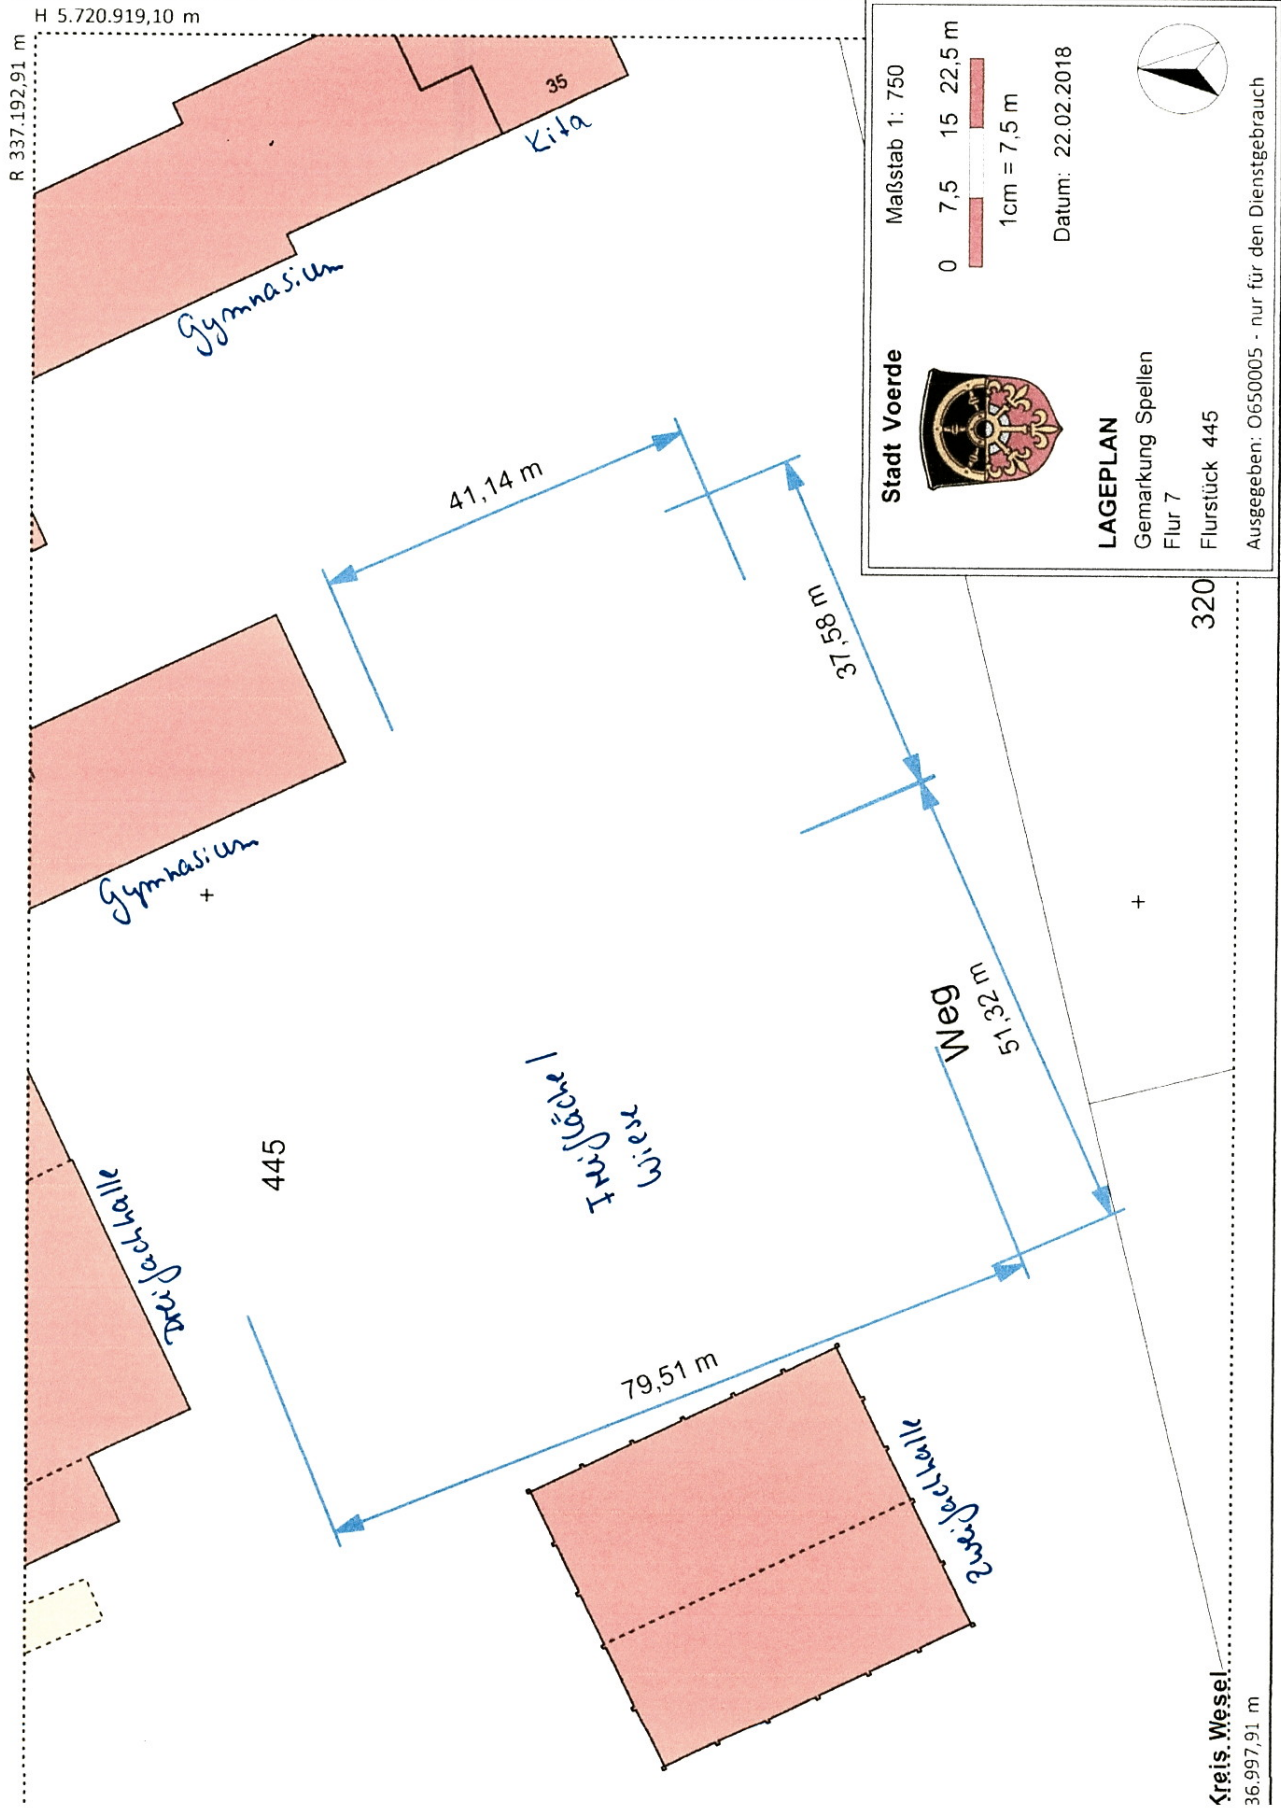 H 5.720.919,10 m
R 337.192,91 m
35
Kita
Gymnasium
41,14 m
37,58 m
Gymnasium
51,32 m
Weg
445
Freifläche/
Wiese
Dreifachhalle
79,51 m
Zweifachhalle
320
Kreis Wesel
36.997,91 m
Stadt Voerde
Maßstab 1: 750
0 7,5 15 22,5 m
1cm = 7,5 m
Datum: 22.02.2018
LAGEPLAN
Gemarkung Spellen
Flur 7
Flurstück 445
Ausgegeben: O650005 - nur für den Dienstgebrauch